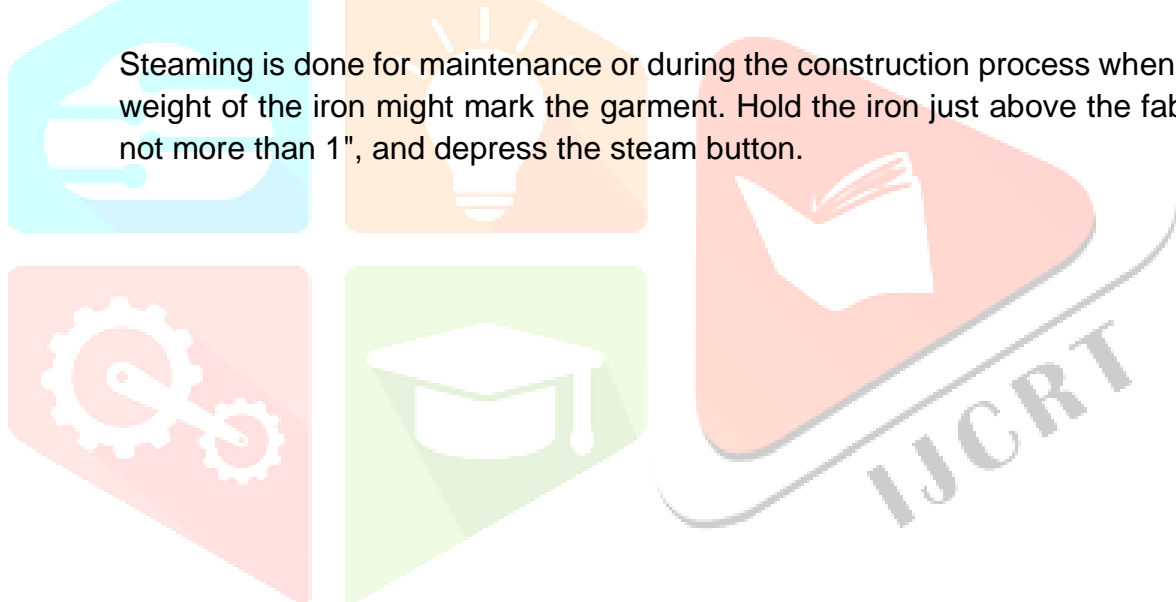 Steaming is done for maintenance or during the construction process when
weight of the iron might mark the garment. Hold the iron just above the
not more than 1", and depress the steam button.
IJCRT